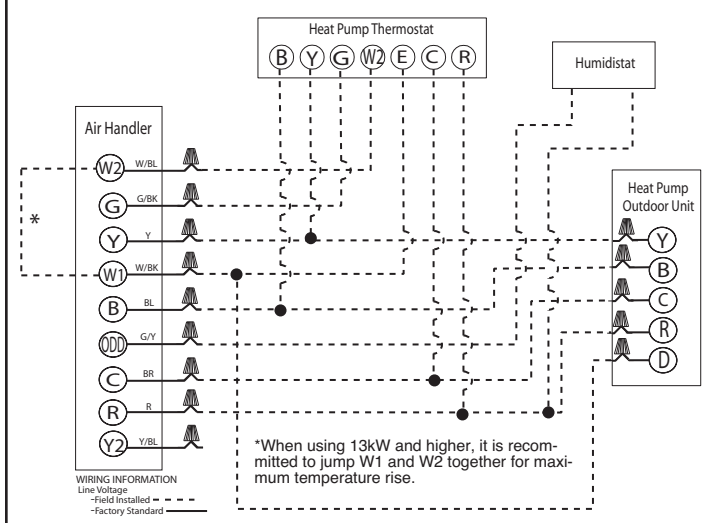 Heat Pump Thermostat
B Y G W2 E C R
Humidistat
Air Handler
W2 W/BL
G G/BK
Y Y
W1 W/BK
B BL
ODD G/Y
C BR
R R
Y2 Y/BL
*
Heat Pump
Outdoor Unit
Y
B
C
R
D
*When using 13kW and higher, it is recom-
mitted to jump W1 and W2 together for maxi-
mum temperature rise.
WIRING INFORMATION
Line Voltage
-Field Installed
-Factory Standard